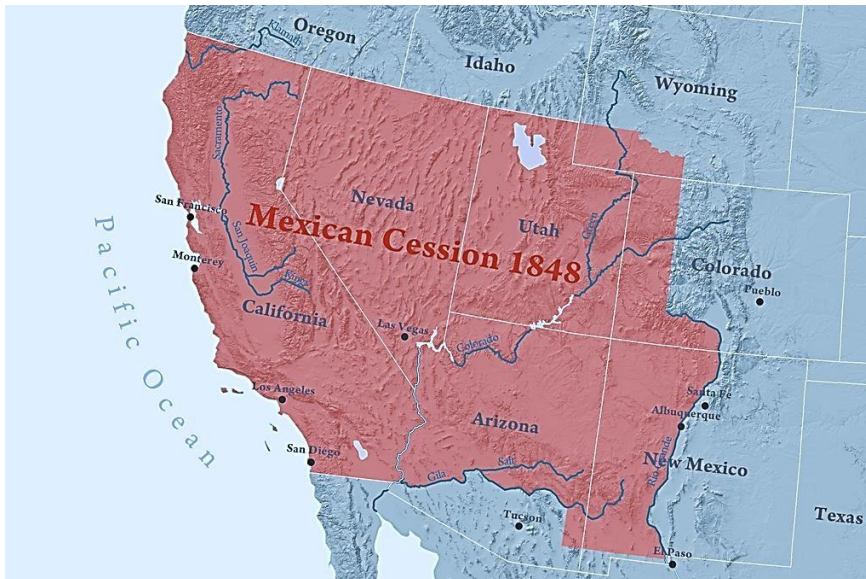 Oregon
Klamath
Idaho
Wyoming
Sacramento
San Francisco
Nevada
Utah
Green
Mexican Cession 1848
San Joaquin
Monterey
Kings
Colorado
Pueblo
California
Las Vegas
Colorado
Pacific Ocean
Los Angeles
Santa Fé
Albuquerque
Arizona
San Diégo
Gila
Salt
Rio Grande
New Mexico
Tucson
Texas
El Paso